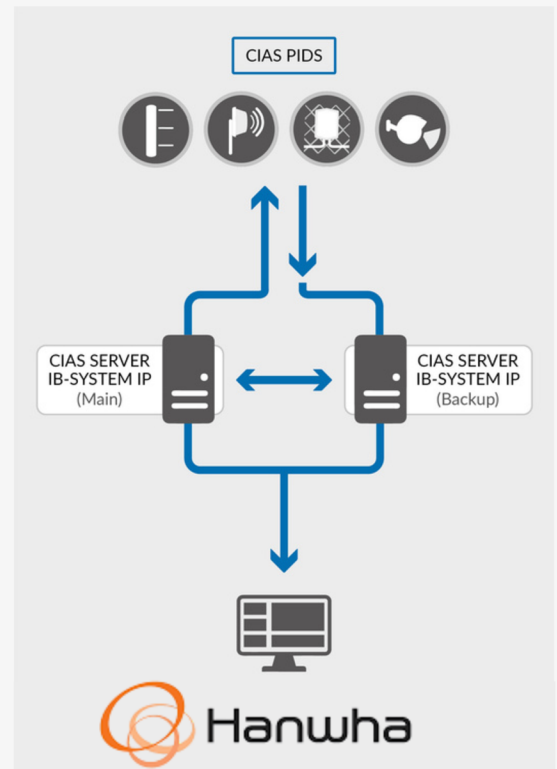 CIAS PIDS
CIAS SERVER
IB-SYSTEM IP
(Main)
CIAS SERVER
IB-SYSTEM IP
(Backup)
Hanwha